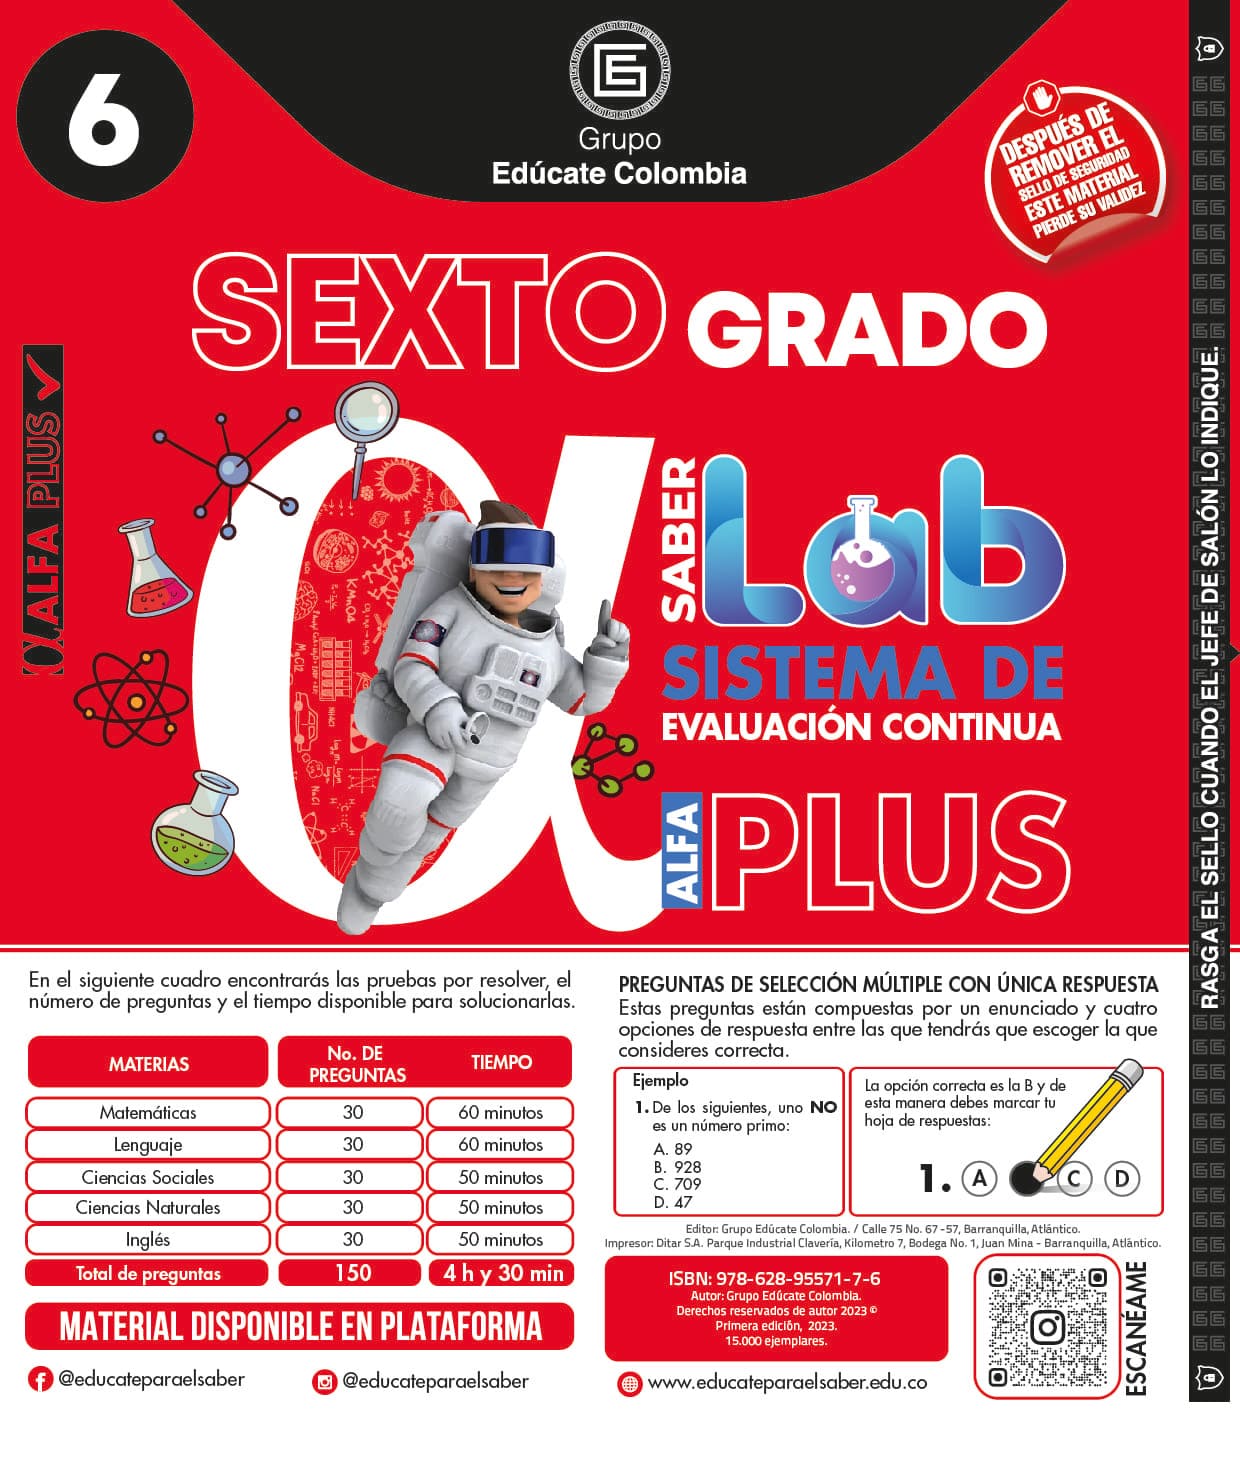 6
Grupo
Edúcate Colombia
DESPUÉS DE
REMOVER EL
SELLO DE SEGURIDAD
ESTE MATERIAL
PIERDE SU VALIDEZ
SEXTO GRADO
ALFA PLUS
SABER Lab
SISTEMA DE
EVALUACIÓN CONTINUA
ALFA PLUS
RASGA EL SELLO CUANDO EL JEFE DE SALÓN LO INDIQUE.
KMnO4
MgCl2
NaCl
En el siguiente cuadro encontrarás las pruebas por resolver, el
número de preguntas y el tiempo disponible para solucionarlas.
MATERIAS No. DE PREGUNTAS TIEMPO
Matemáticas 30 60 minutos
Lenguaje 30 60 minutos
Ciencias Sociales 30 50 minutos
Ciencias Naturales 30 50 minutos
Inglés 30 50 minutos
Total de preguntas 150 4 h y 30 min
MATERIAL DISPONIBLE EN PLATAFORMA
@educateparaelsaber @educateparaelsaber
PREGUNTAS DE SELECCIÓN MÚLTIPLE CON ÚNICA RESPUESTA
Estas preguntas están compuestas por un enunciado y cuatro
opciones de respuesta entre las que tendrás que escoger la que
consideres correcta.
Ejemplo
1. De los siguientes, uno NO
es un número primo:
A. 89
B. 928
C. 709
D. 47
La opción correcta es la B y de
esta manera debes marcar tu
hoja de respuestas:
1. A C D
Editor: Grupo Edúcate Colombia. / Calle 75 No. 67 -57, Barranquilla, Atlántico.
Impresor: Ditar S.A. Parque Industrial Clavería, Kilometro 7, Bodega No. 1, Juan Mina - Barranquilla, Atlántico.
ISBN: 978-628-95571-7-6
Autor: Grupo Edúcate Colombia.
Derechos reservados de autor 2023 ©
Primera edición, 2023.
15.000 ejemplares.
www.educateparaelsaber.edu.co
ESCANÉAME